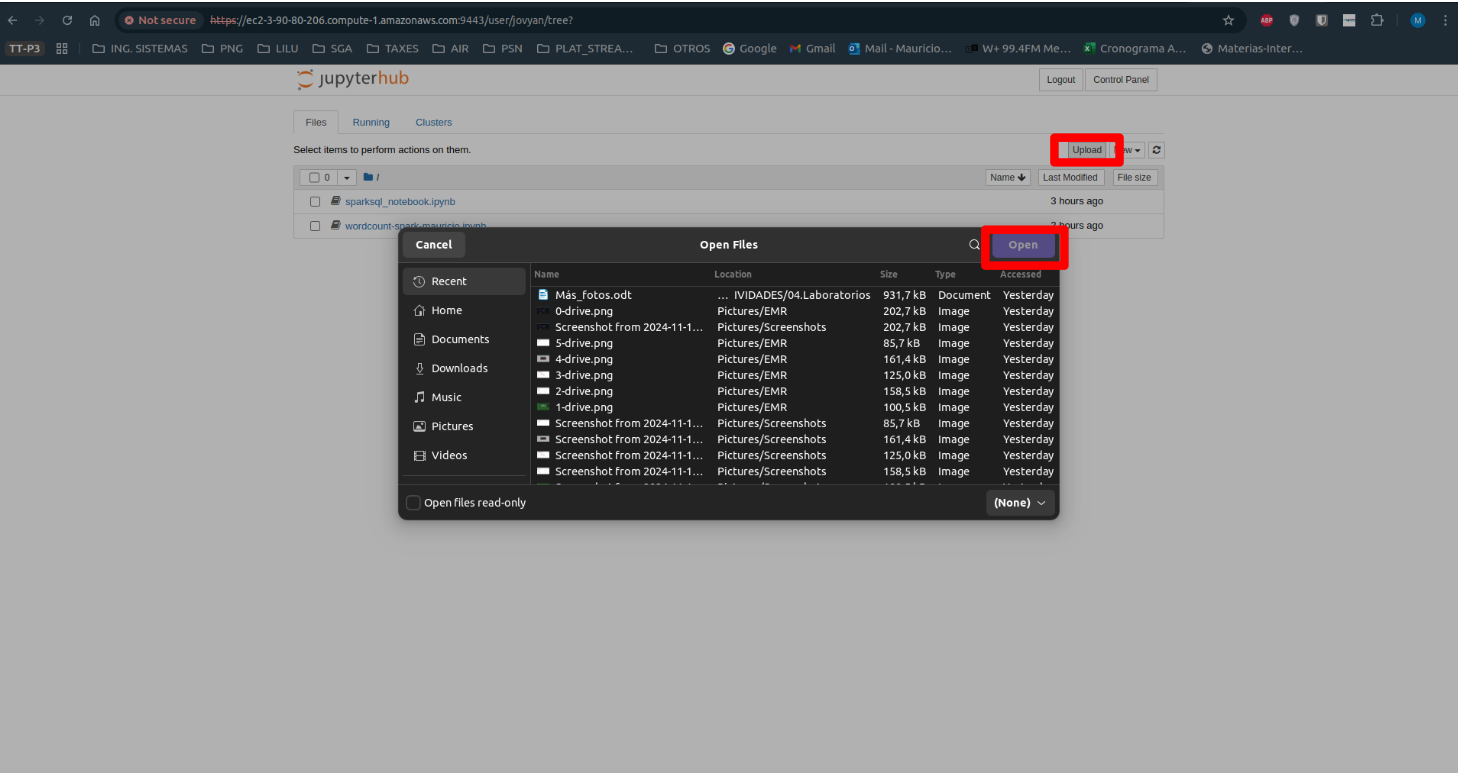 Not secure https://ec2-3-90-80-206.compute-1.amazonaws.com:9443/user/jovyan/tree? ABP M
TT-P3 ING. SISTEMAS PNG LILU SGA TAXES AIR PSN PLAT_STREA... OTROS Google Gmail Mail - Mauricio... W+ 99.4FM Me... Cronograma A... Materias-Inter...
jupyterhub Logout Control Panel
Files Running Clusters
Select items to perform actions on them. Upload
0 / Name Last Modified File size
sparksql_notebook.ipynb 3 hours ago
wordcount-spark-mauricio.ipynb hours ago
Cancel Open Files Open
Recent
Home
Documents
Downloads
Music
Pictures
Videos
Name Location Size Type Accessed
Más_fotos.odt ... IVIDADES/04.Laboratorios 931,7 kB Document Yesterday
0-drive.png Pictures/EMR 202,7 kB Image Yesterday
Screenshot from 2024-11-1... Pictures/Screenshots 202,7 kB Image Yesterday
5-drive.png Pictures/EMR 85,7 kB Image Yesterday
4-drive.png Pictures/EMR 161,4 kB Image Yesterday
3-drive.png Pictures/EMR 125,0 kB Image Yesterday
2-drive.png Pictures/EMR 158,5 kB Image Yesterday
1-drive.png Pictures/EMR 100,5 kB Image Yesterday
Screenshot from 2024-11-1... Pictures/Screenshots 85,7 kB Image Yesterday
Screenshot from 2024-11-1... Pictures/Screenshots 161,4 kB Image Yesterday
Screenshot from 2024-11-1... Pictures/Screenshots 125,0 kB Image Yesterday
Screenshot from 2024-11-1... Pictures/Screenshots 158,5 kB Image Yesterday
Open files read-only (None)